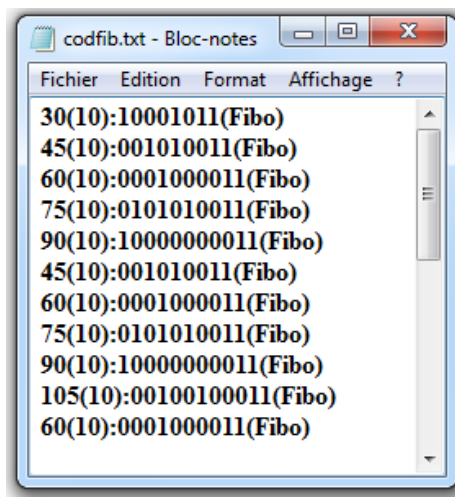 codfib.txt - Bloc-notes
Fichier Edition Format Affichage ?
30(10):10001011(Fibo)
45(10):001010011(Fibo)
60(10):0001000011(Fibo)
75(10):0101010011(Fibo)
90(10):10000000011(Fibo)
45(10):001010011(Fibo)
60(10):0001000011(Fibo)
75(10):0101010011(Fibo)
90(10):10000000011(Fibo)
105(10):00100100011(Fibo)
60(10):0001000011(Fibo)